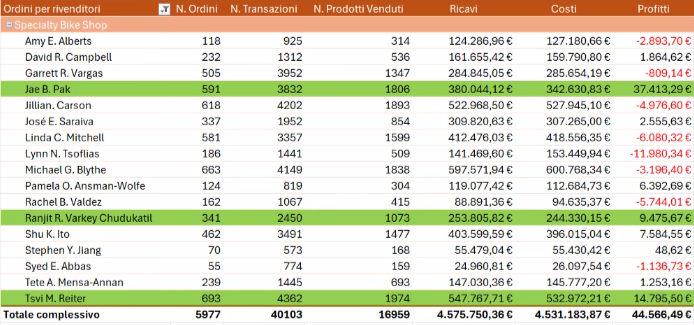 Ordini per rivenditori N. Ordini N. Transazioni N. Prodotti Venduti Ricavi Costi Profitti
Specialty Bike Shop
Amy E. Alberts 118 925 314 124.286,96 € 127.180,66 € -2.893,70 €
David R. Campbell 232 1312 536 161.655,42 € 159.790,80 € 1.864,62 €
Garrett R. Vargas 505 3952 1347 284.845,05 € 285.654,19 € -809,14 €
Jae B. Pak 591 3832 1806 380.044,12 € 342.630,83 € 37.413,29 €
Jillian. Carson 618 4202 1893 522.968,50 € 527.945,10 € -4.976,60 €
José E. Saraiva 337 1952 854 309.820,63 € 307.265,00 € 2.555,63 €
Linda C. Mitchell 581 3357 1599 412.476,03 € 418.556,35 € -6.080,32 €
Lynn N. Tsoflias 186 1441 509 141.469,60 € 153.449,94 € -11.980,34 €
Michael G. Blythe 663 4149 1838 597.571,94 € 600.768,34 € -3.196,40 €
Pamela O. Ansman-Wolfe 124 819 304 119.077,42 € 112.684,73 € 6.392,69 €
Rachel B. Valdez 162 1067 415 88.891,36 € 94.635,37 € -5.744,01 €
Ranjit R. Varkey Chudukatil 341 2450 1073 253.805,82 € 244.330,15 € 9.475,67 €
Shu K. Ito 462 3491 1477 403.599,59 € 396.015,04 € 7.584,55 €
Stephen Y. Jiang 70 573 168 55.479,04 € 55.430,42 € 48,62 €
Syed E. Abbas 55 774 159 24.960,81 € 26.097,54 € -1.136,73 €
Tete A. Mensa-Annan 239 1445 693 147.030,36 € 145.777,20 € 1.253,16 €
Tsvi M. Reiter 693 4362 1974 547.767,71 € 532.972,21 € 14.795,50 €
Totale complessivo 5977 40103 16959 4.575.750,36 € 4.531.183,87 € 44.566,49 €